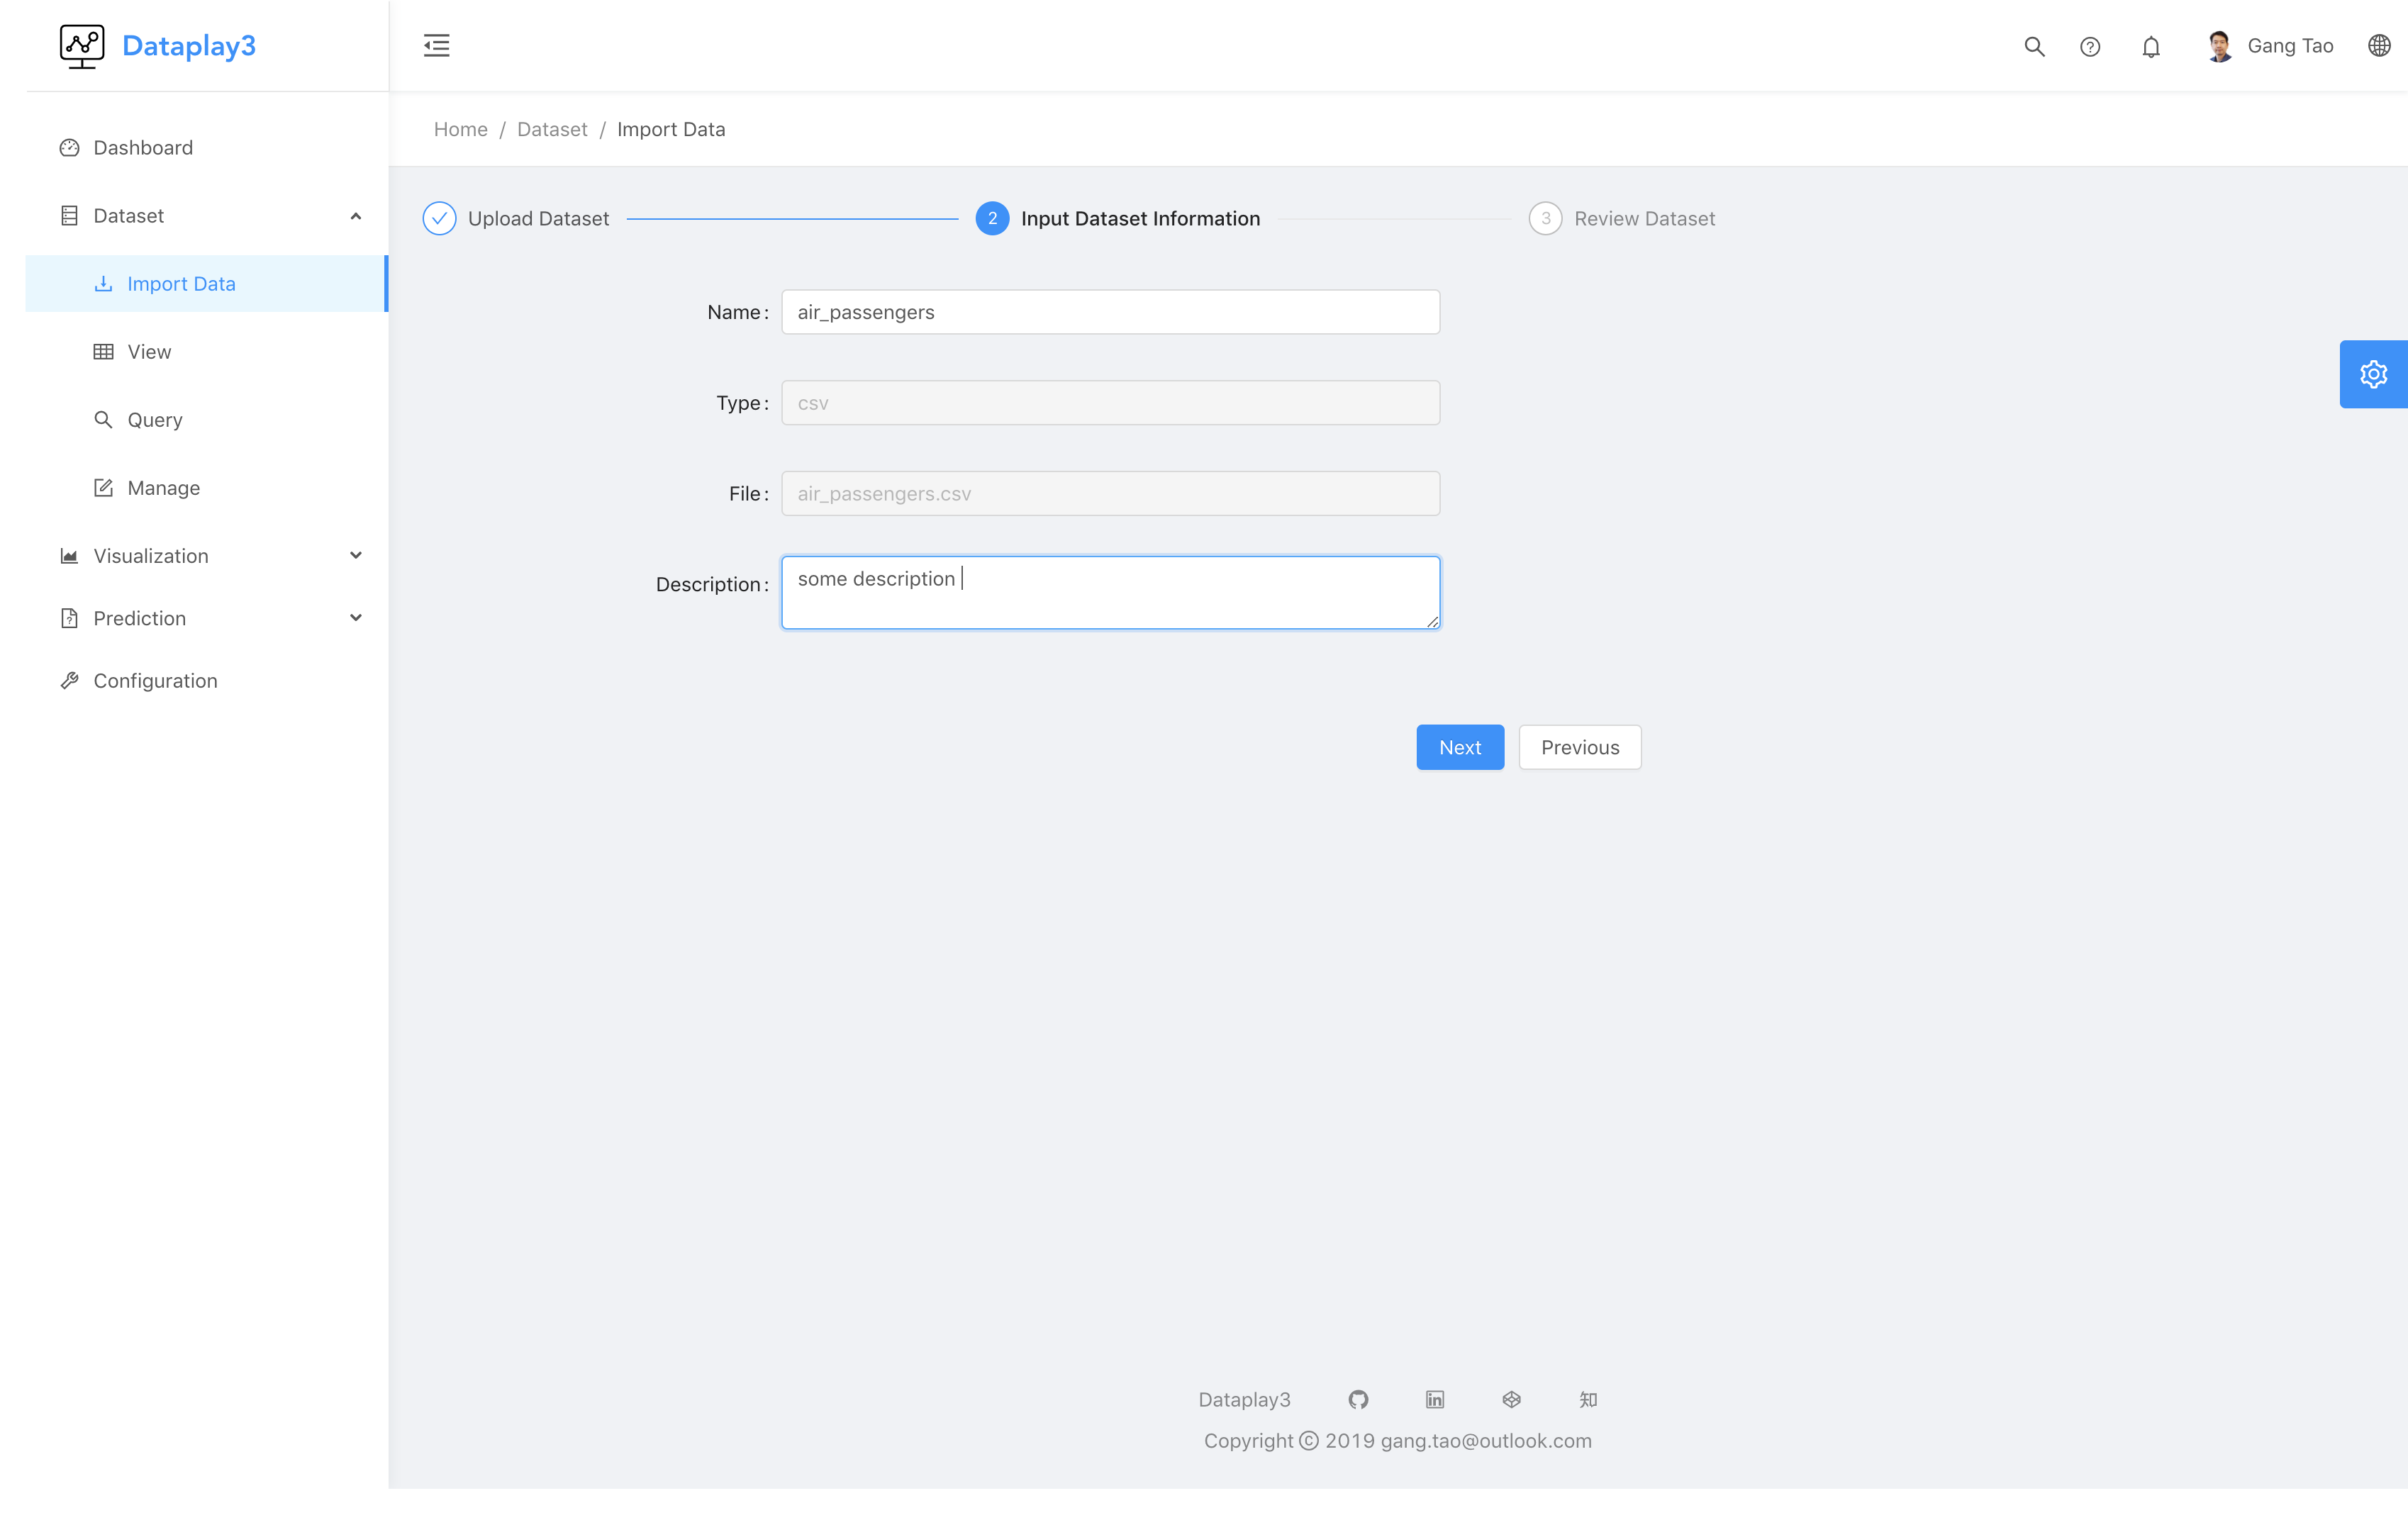 Dataplay3
Gang Tao
Home / Dataset / Import Data
Dashboard
Dataset
Import Data
View
Query
Manage
Visualization
Prediction
Configuration
Upload Dataset
2 Input Dataset Information
3 Review Dataset
Name : air_passengers
Type : csv
File : air_passengers.csv
Description : some description
Next Previous
Dataplay3 in 知
Copyright © 2019 gang.tao@outlook.com